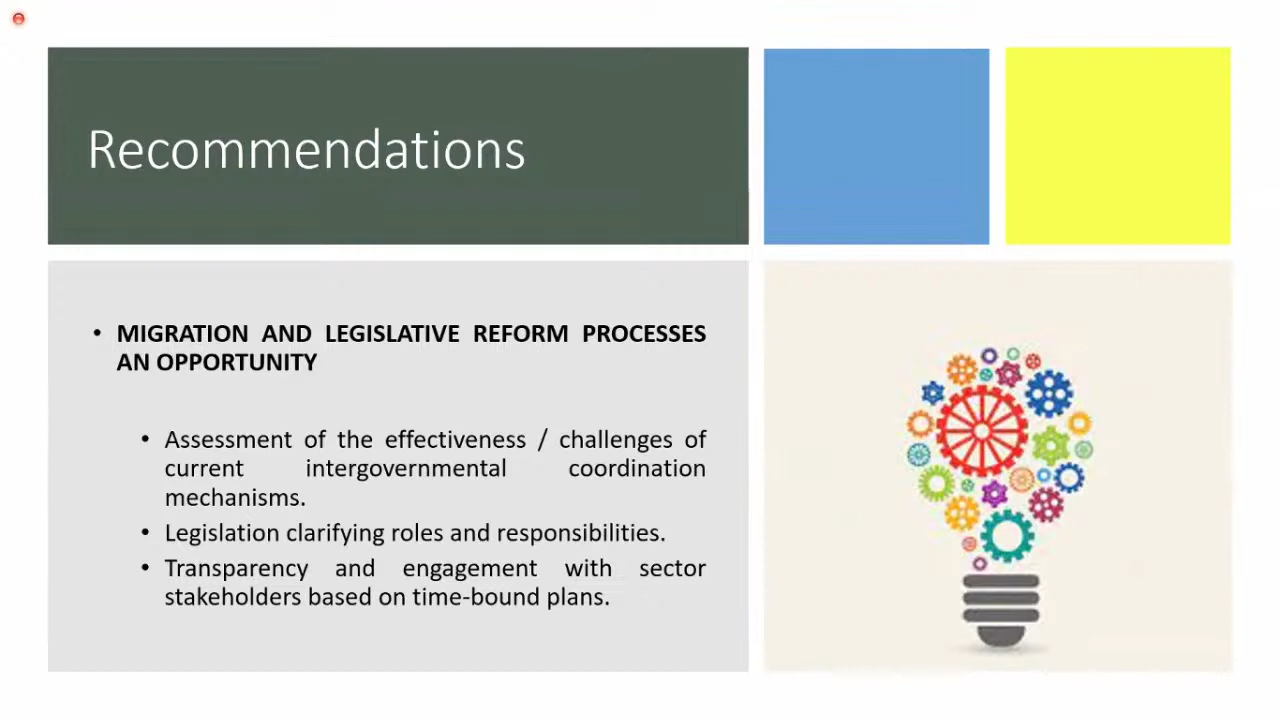 Recommendations
• MIGRATION AND LEGISLATIVE REFORM PROCESSES
AN OPPORTUNITY
• Assessment of the effectiveness / challenges of
current intergovernmental coordination
mechanisms.
• Legislation clarifying roles and responsibilities.
• Transparency and engagement with sector
stakeholders based on time-bound plans.